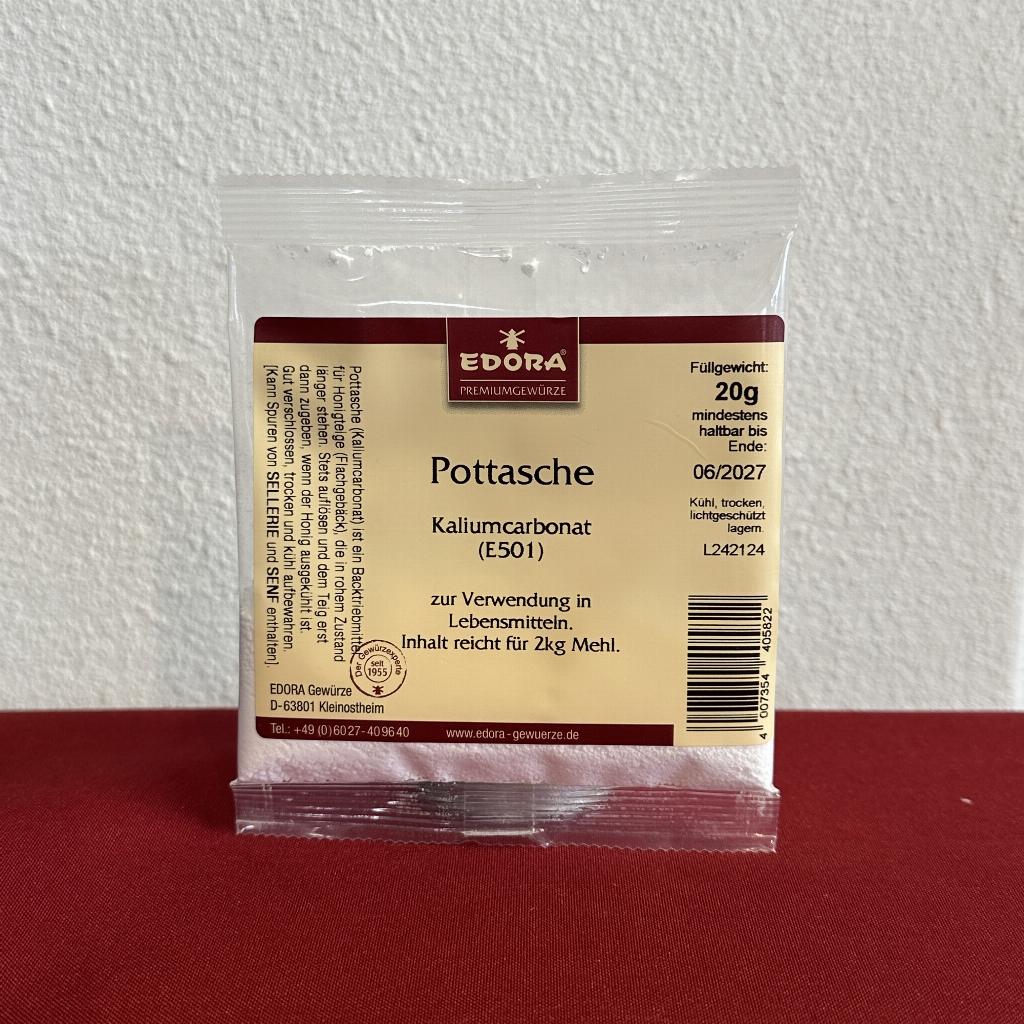 EDORA®
PREMIUMGEWÜRZE
Pottasche
Kaliumcarbonat
(E501)
zur Verwendung in
Lebensmitteln.
Inhalt reicht für 2kg Mehl.
Pottasche (Kaliumcarbonat) ist ein Backtriebmittel
für Honigteige (Flachgebäck), die in rohem Zustand
länger stehen. Stets auflösen und dem Teig erst
dann zugeben, wenn der Honig ausgekühlt ist.
Gut verschlossen, trocken und kühl aufbewahren.
[Kann Spuren von SELLERIE und SENF enthalten].
Der Gewürzexperte
seit
1955
EDORA Gewürze
D-63801 Kleinostheim
Tel.: +49 (0)6027-409640
www.edora-gewuerze.de
Füllgewicht:
20g
mindestens
haltbar bis
Ende:
06/2027
Kühl, trocken,
lichtgeschützt
lagern.
L242124
4 007354 405822